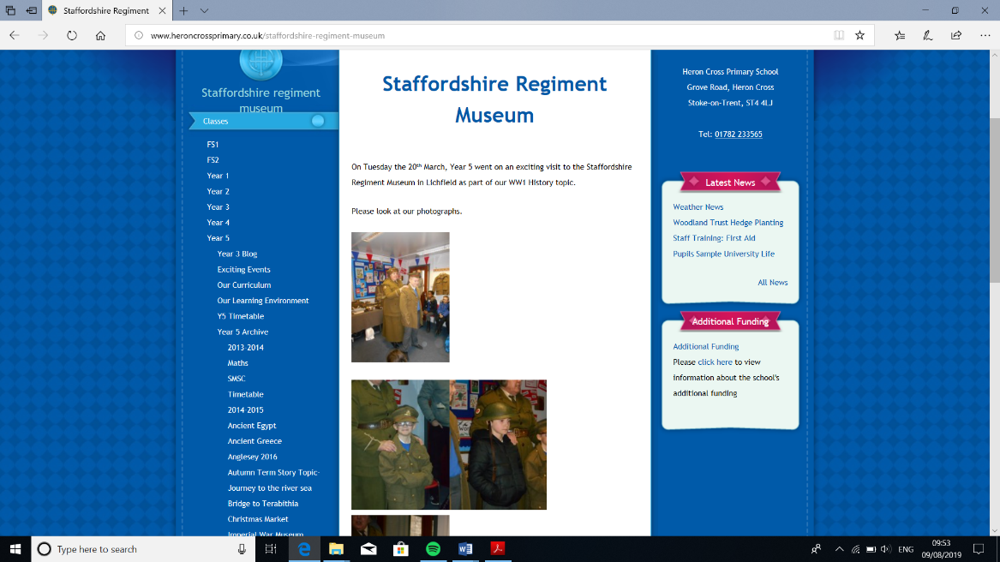 Staffordshire Regiment
www.heroncrossprimary.co.uk/staffordshire-regiment-museum
Staffordshire regiment
museum
Classes
FS1
FS2
Year 1
Year 2
Year 3
Year 4
Year 5
Year 3 Blog
Exciting Events
Our Curriculum
Our Learning Environment
Y5 Timetable
Year 5 Archive
2013-2014
Maths
SMSC
Timetable
2014-2015
Ancient Egypt
Ancient Greece
Anglesey 2016
Autumn Term Story Topic-
Journey to the river sea
Bridge to Terabithia
Christmas Market
Imperial War Museum
Staffordshire Regiment
Museum
On Tuesday the 20th March, Year 5 went on an exciting visit to the Staffordshire
Regiment Museum in Lichfield as part of our WW1 History topic.
Please look at our photographs.
Heron Cross Primary School
Grove Road, Heron Cross
Stoke-on-Trent, ST4 4LJ
Tel: 01782 233565
Latest News
Weather News
Woodland Trust Hedge Planting
Staff Training: First Aid
Pupils Sample University Life
All News
Additional Funding
Additional Funding
Please click here to view
information about the school's
additional funding
Type here to search
ENG
09:53
09/08/2019